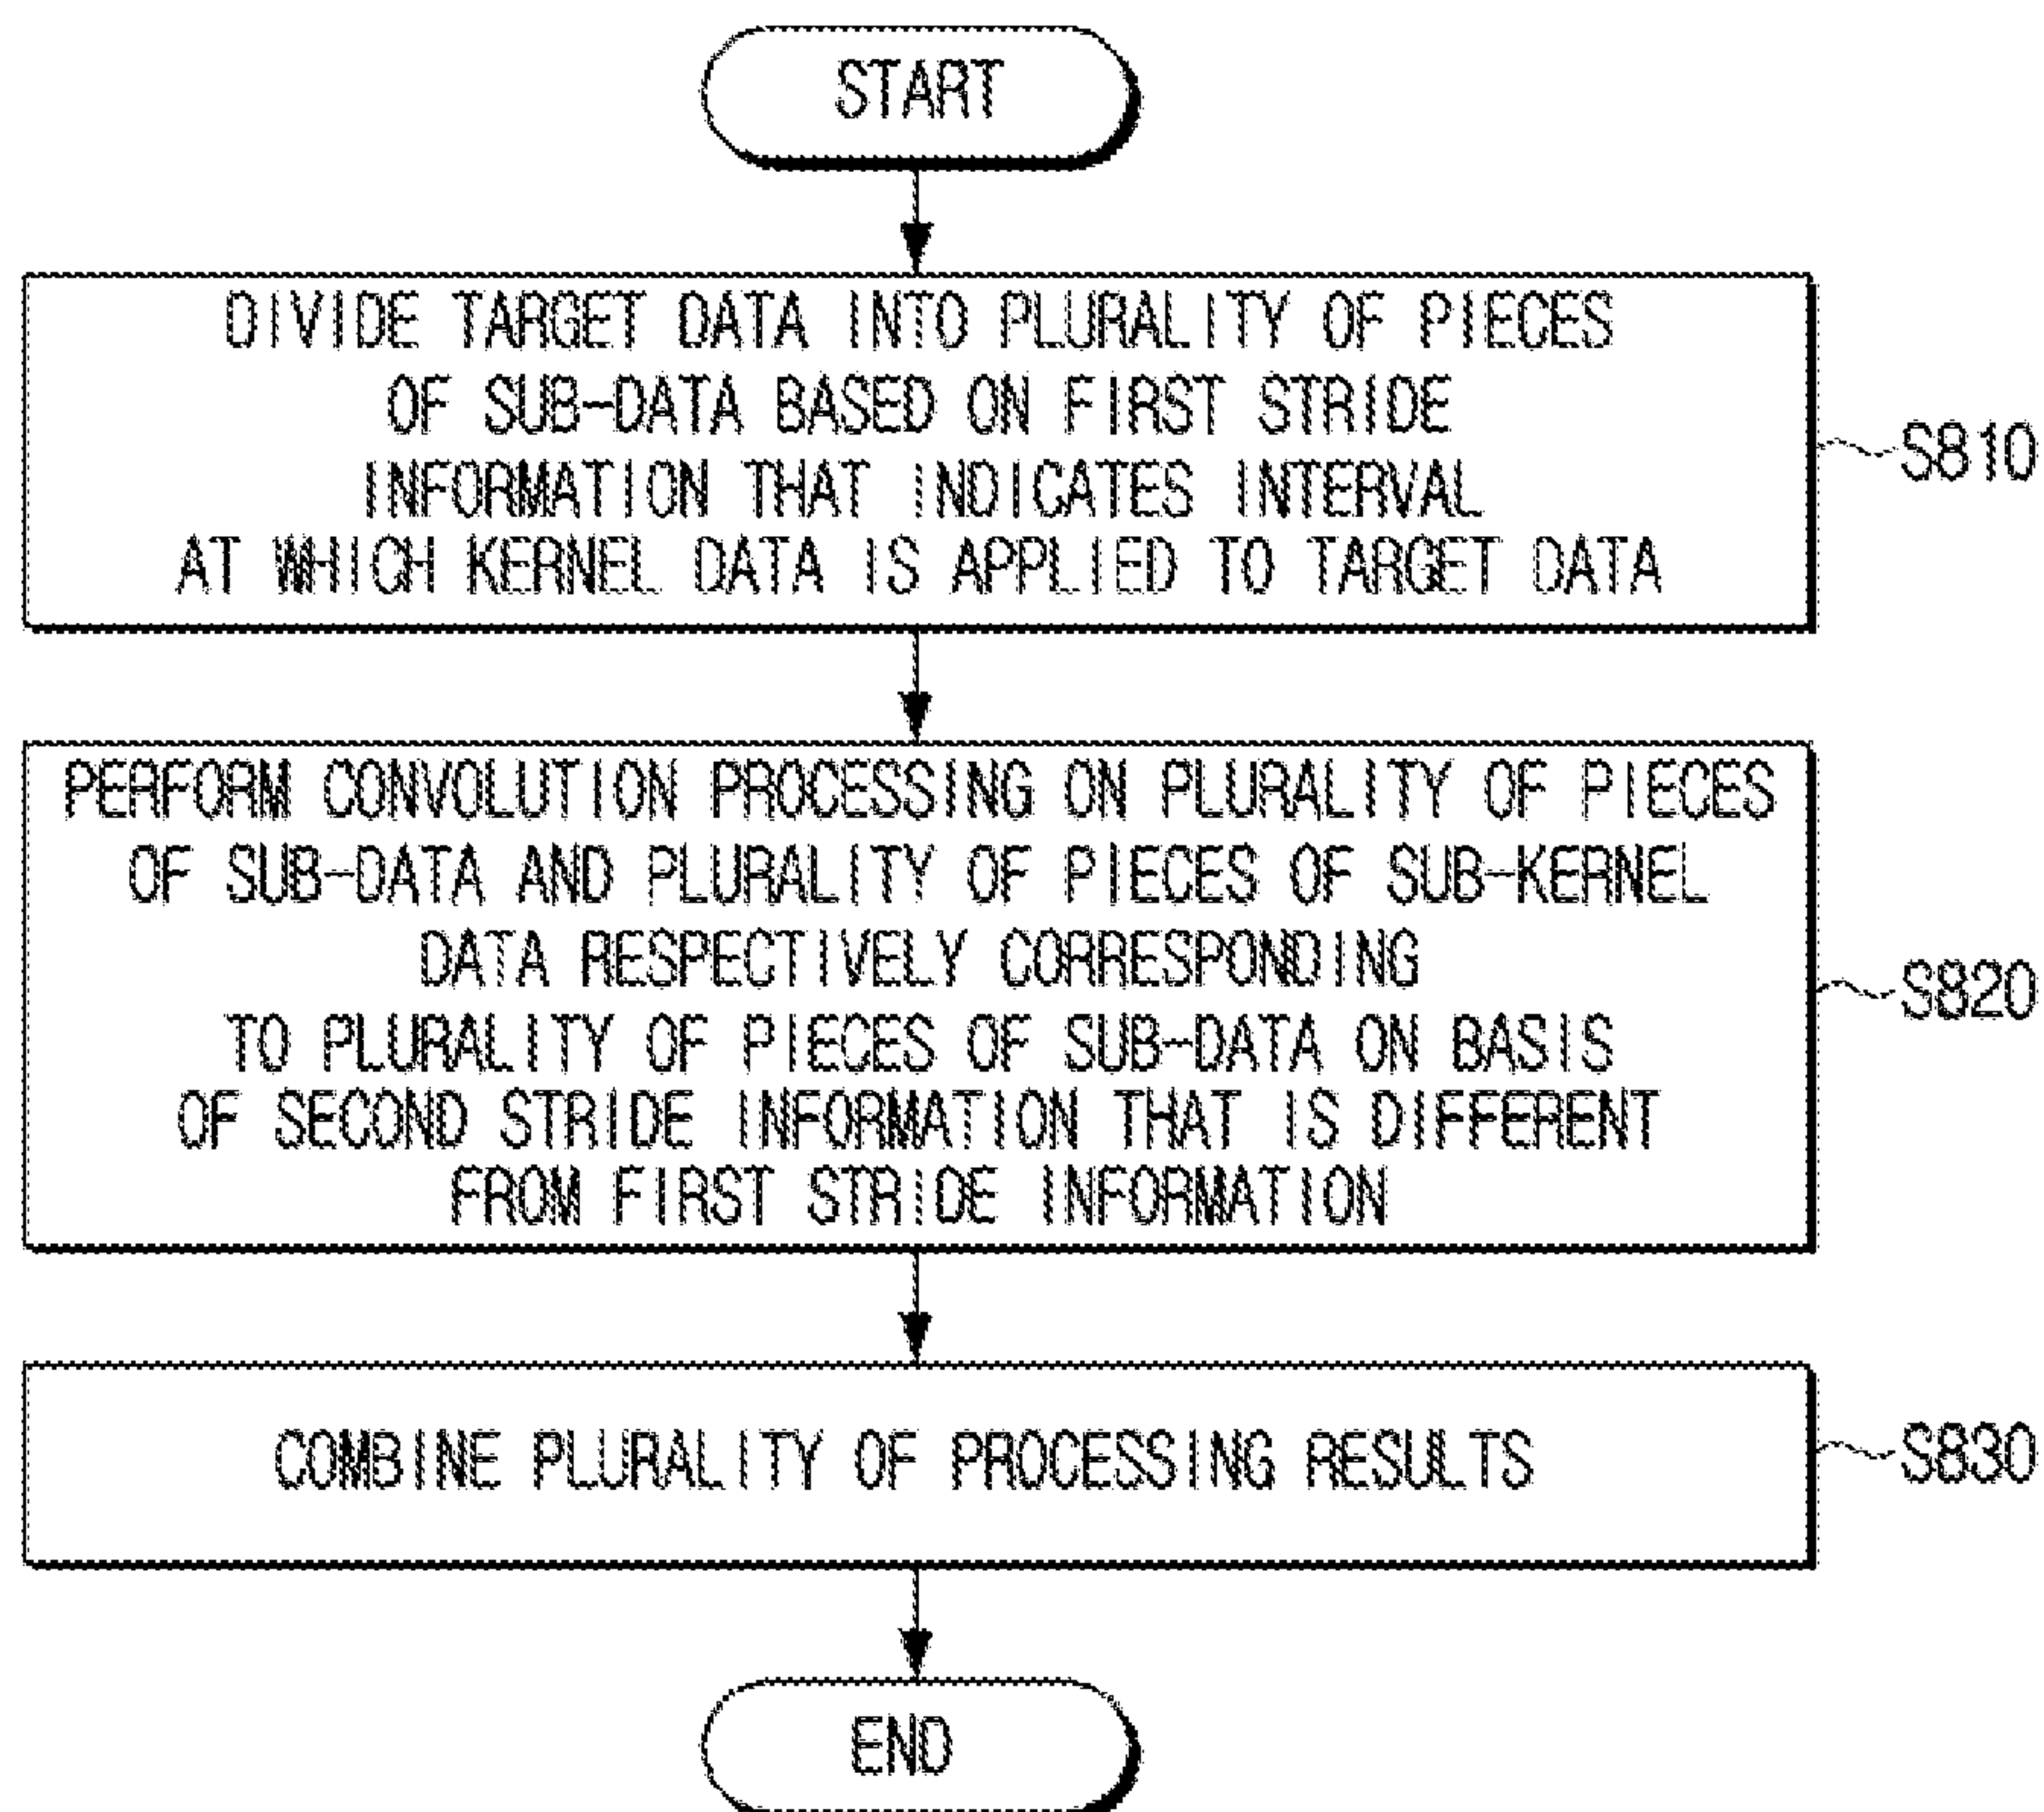 START
DIVIDE TARGET DATA INTO PLURALITY OF PIECES
OF SUB-DATA BASED ON FIRST STRIDE
INFORMATION THAT INDICATES INTERVAL
AT WHICH KERNEL DATA IS APPLIED TO TARGET DATA
S810
PERFORM CONVOLUTION PROCESSING ON PLURALITY OF PIECES
OF SUB-DATA AND PLURALITY OF PIECES OF SUB-KERNEL
DATA RESPECTIVELY CORRESPONDING
TO PLURALITY OF PIECES OF SUB-DATA ON BASIS
OF SECOND STRIDE INFORMATION THAT IS DIFFERENT
FROM FIRST STRIDE INFORMATION
S820
COMBINE PLURALITY OF PROCESSING RESULTS
S830
END